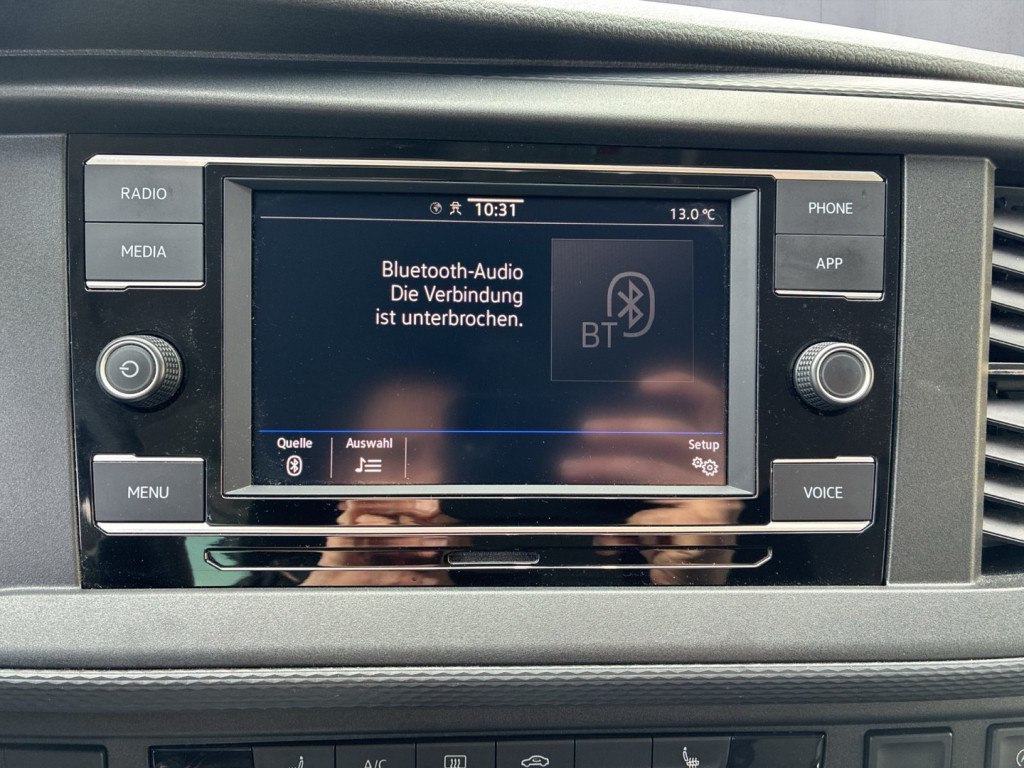 RADIO
MEDIA
10:31
13.0 °C
PHONE
APP
Bluetooth-Audio
Die Verbindung
ist unterbrochen.
BT
Quelle
Auswahl
Setup
MENU
VOICE
A/C